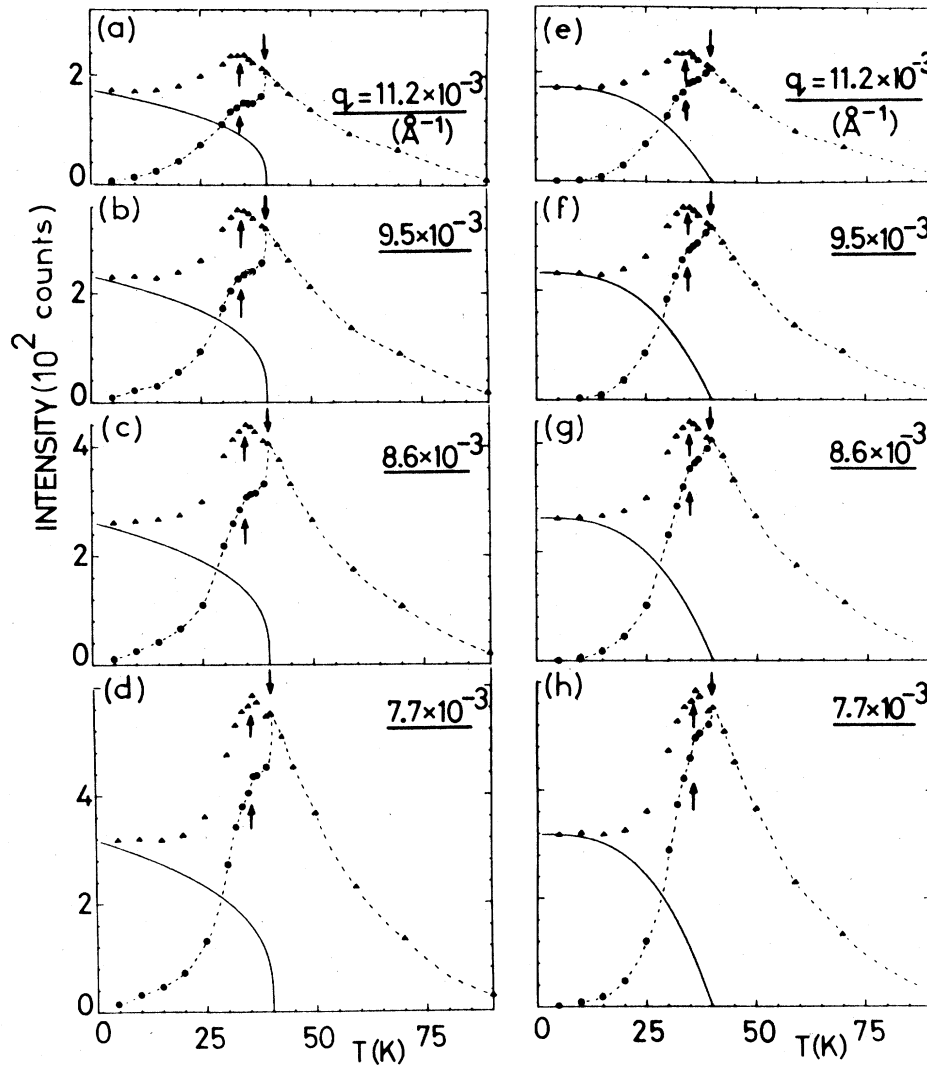 (a)
q = 11.2×10⁻³
(Å⁻¹)
2
0
(b)
9.5×10⁻³
2
0
(c)
8.6×10⁻³
4
2
0
(d)
7.7×10⁻³
4
2
0
0 25 50 75
T(K)
INTENSITY (10² counts)
(e)
q = 11.2×10⁻³
(Å⁻¹)
(f)
9.5×10⁻³
(g)
8.6×10⁻³
(h)
7.7×10⁻³
0 25 50 75
T(K)